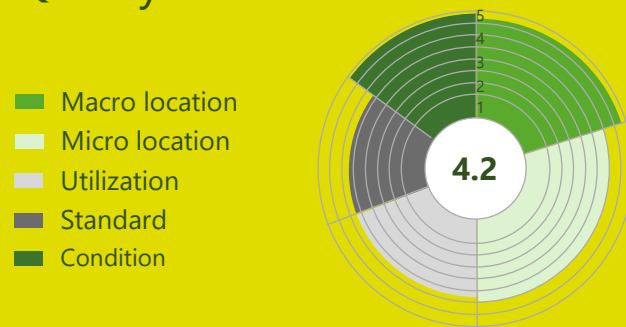 Macro location
Micro location
Utilization
Standard
Condition
5
4
3
2
1
4.2